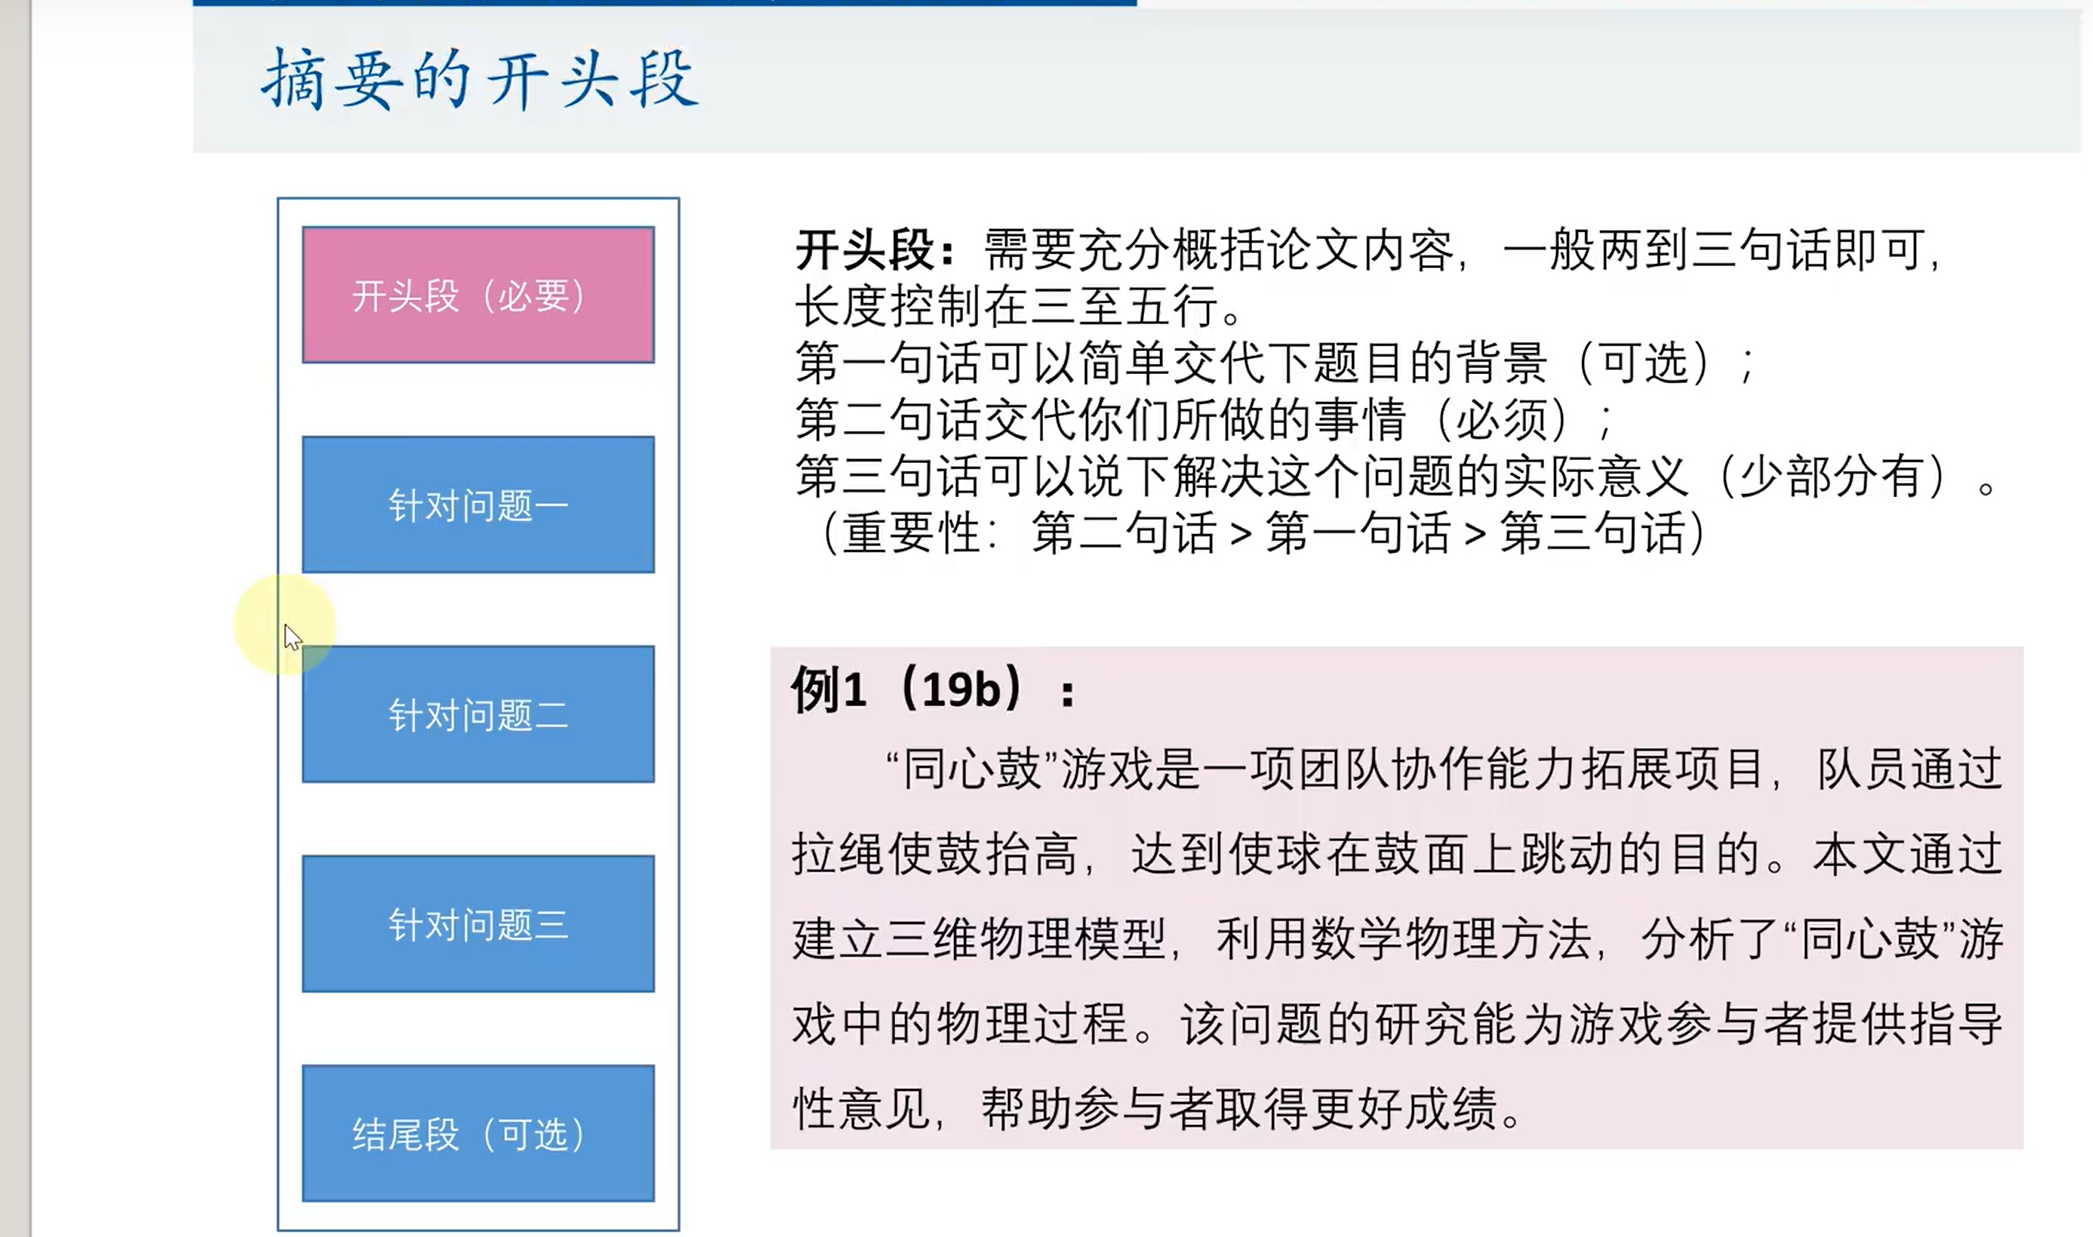 摘要的开头段
开头段（必要）
针对问题一
针对问题二
针对问题三
结尾段（可选）
开头段：需要充分概括论文内容，一般两到三句话即可，
长度控制在三至五行。
第一句话可以简单交代下题目的背景（可选）；
第二句话交代你们所做的事情（必须）；
第三句话可以说下解决这个问题的实际意义（少部分有）。
（重要性：第二句话 > 第一句话 > 第三句话）
例1（19b）：
“同心鼓”游戏是一项团队协作能力拓展项目，队员通过
拉绳使鼓抬高，达到使球在鼓面上跳动的目的。本文通过
建立三维物理模型，利用数学物理方法，分析了“同心鼓”游
戏中的物理过程。该问题的研究能为游戏参与者提供指导
性意见，帮助参与者取得更好成绩。